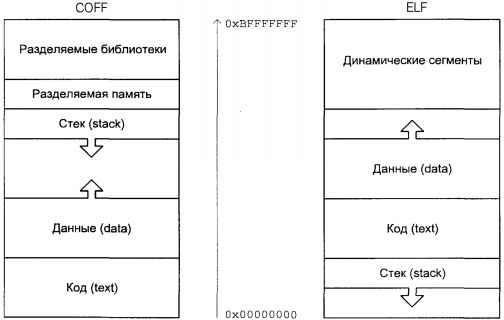 COFF
Разделяемые библиотеки
Разделяемая память
Стек (stack)
Данные (data)
Код (text)
0xBFFFFFFF
0x00000000
ELF
Динамические сегменты
Данные (data)
Код (text)
Стек (stack)